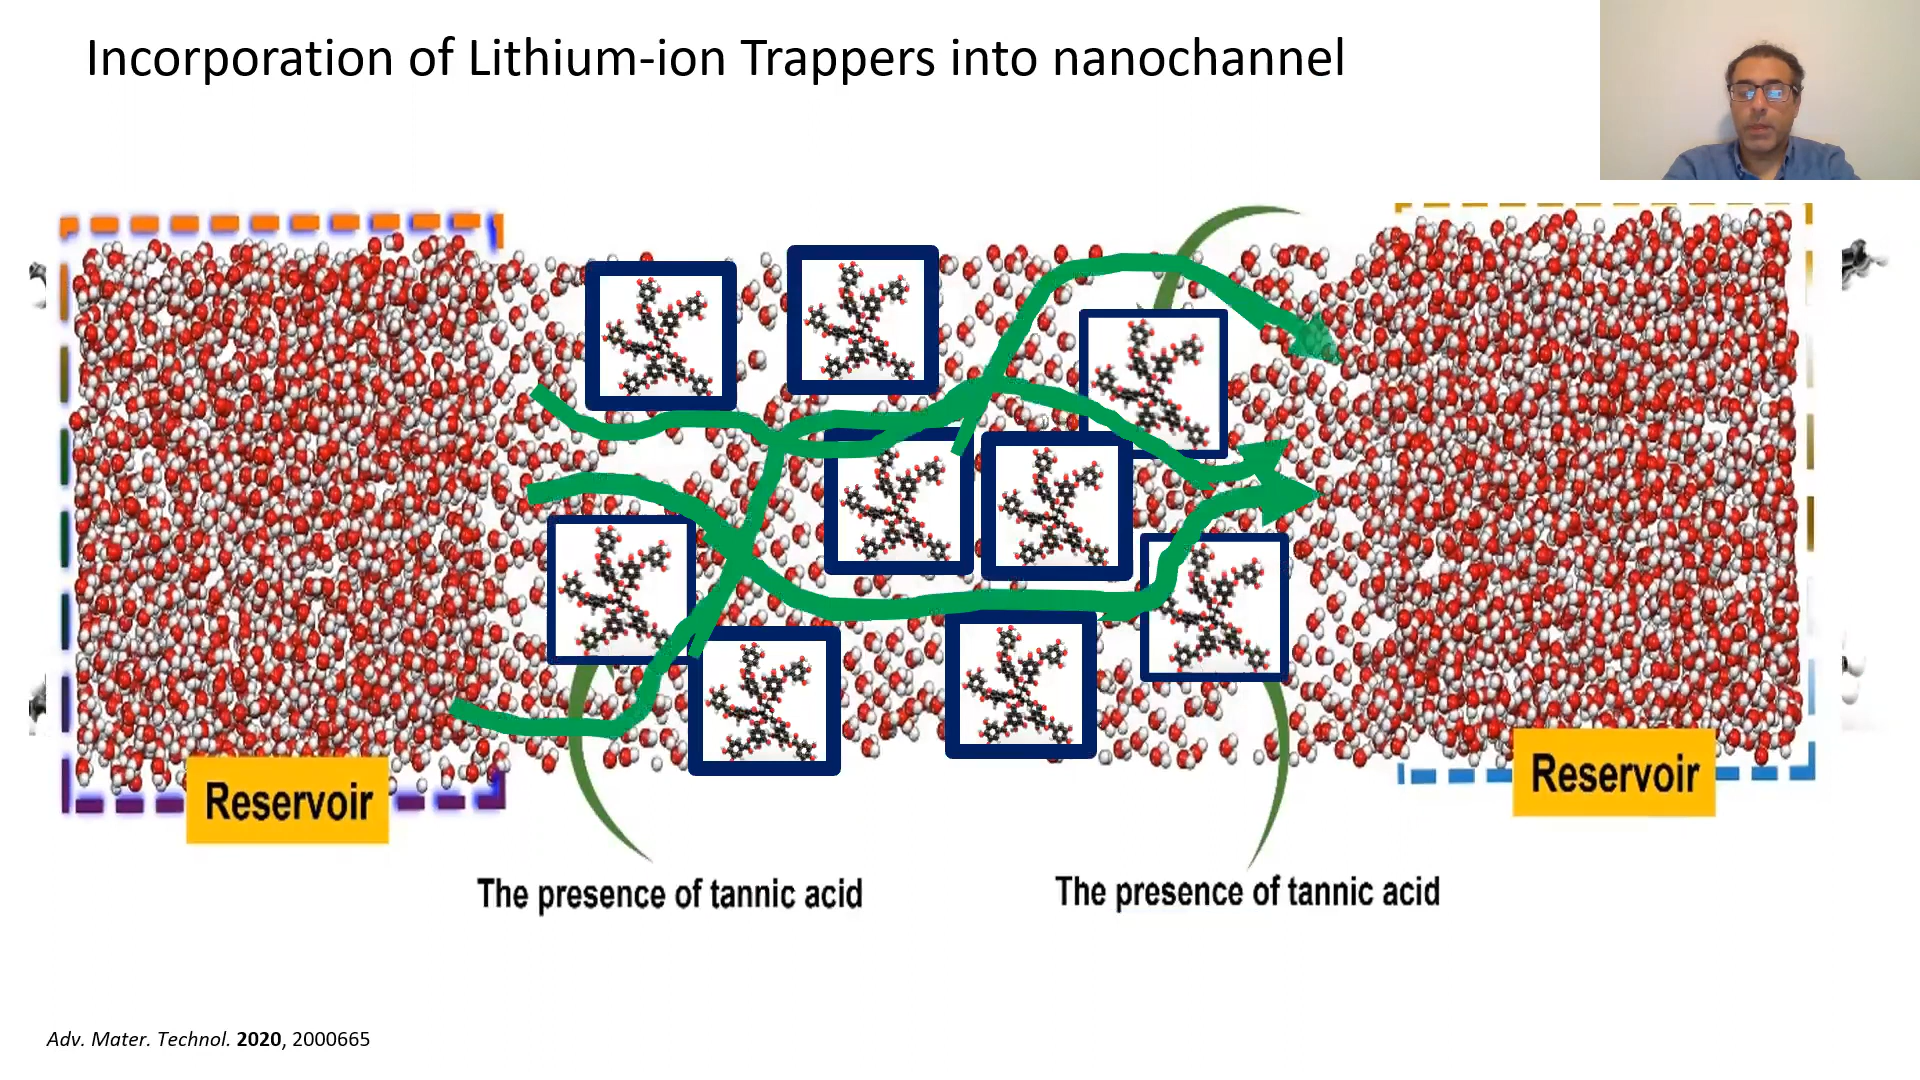 Incorporation of Lithium-ion Trappers into nanochannel
Reservoir
Reservoir
The presence of tannic acid
The presence of tannic acid
Adv. Mater. Technol. 2020, 2000665